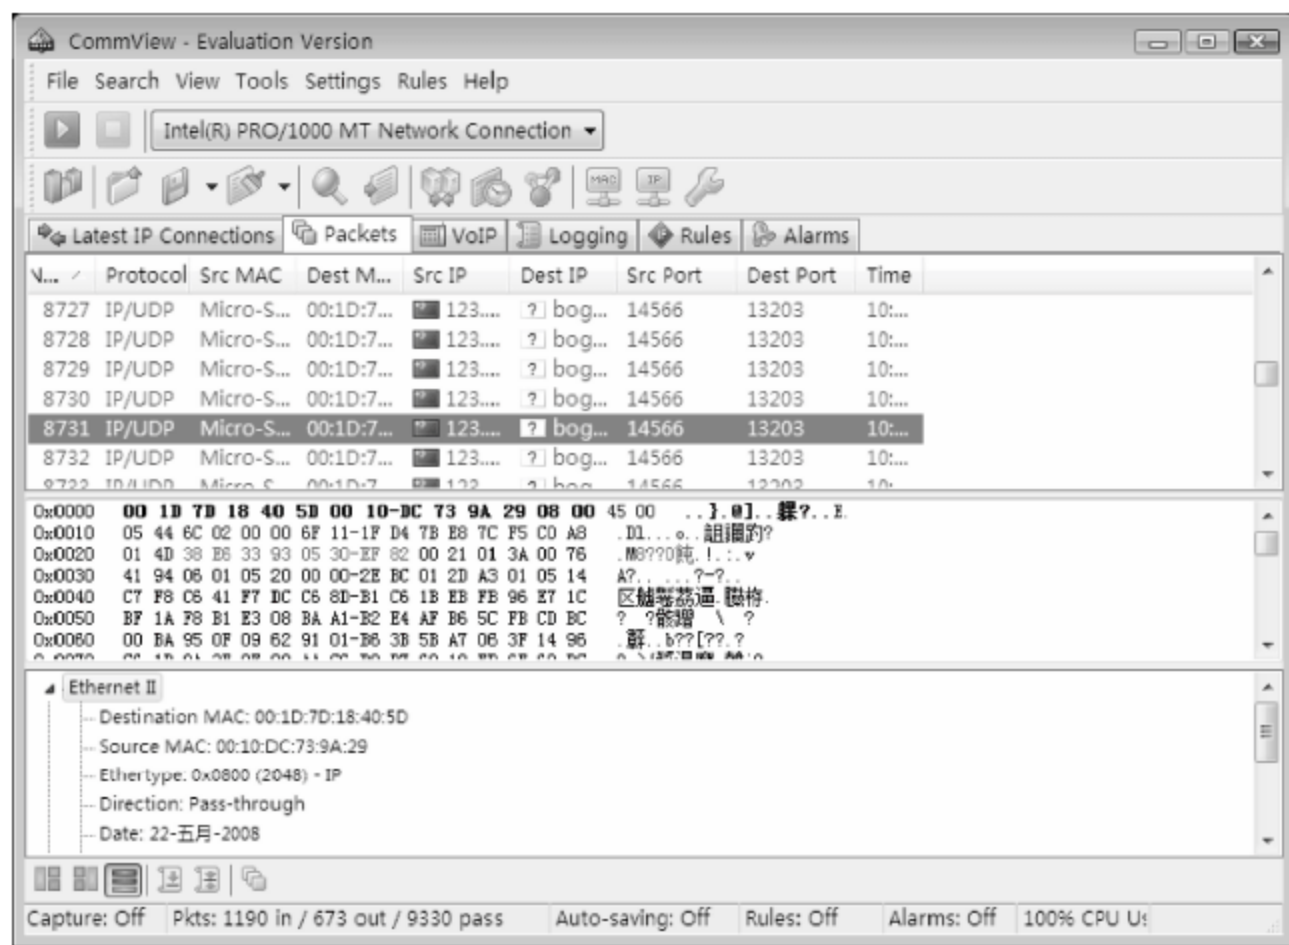 CommView - Evaluation Version
File Search View Tools Settings Rules Help
Intel(R) PRO/1000 MT Network Connection
MAC IP
Latest IP Connections Packets VoIP Logging Rules Alarms
Protocol Src MAC Dest M... Src IP Dest IP Src Port Dest Port Time
8727 IP/UDP Micro-S... 00:1D:7... 123.... ? bog... 14566 13203 10:...
8728 IP/UDP Micro-S... 00:1D:7... 123.... ? bog... 14566 13203 10:...
8729 IP/UDP Micro-S... 00:1D:7... 123.... ? bog... 14566 13203 10:...
8730 IP/UDP Micro-S... 00:1D:7... 123.... ? bog... 14566 13203 10:...
8731 IP/UDP Micro-S... 00:1D:7... 123.... ? bog... 14566 13203 10:...
8732 IP/UDP Micro-S... 00:1D:7... 123.... ? bog... 14566 13203 10:...
0x0000 00 1D 7D 18 40 5D 00 10-DC 73 9A 29 08 00 45 00
0x0010 05 44 6C 02 00 00 6F 11-1F D4 7B E8 7C F5 C0 A8
0x0020 01 4D 38 E6 33 93 05 30-EF 82 00 21 01 3A 00 76
0x0030 41 94 06 01 05 20 00 00-2E BC 01 2D A3 01 05 14
0x0040 C7 F8 C6 41 F7 DC C6 8D-B1 C6 1B EB FB 96 E7 1C
0x0050 BF 1A F8 B1 E3 08 BA A1-B2 E4 AF B6 5C FB CD BC
0x0060 00 BA 95 0F 09 62 91 01-B6 3B 5B A7 06 3F 14 96
Ethernet II
Destination MAC: 00:1D:7D:18:40:5D
Source MAC: 00:10:DC:73:9A:29
Ethertype: 0x0800 (2048) - IP
Direction: Pass-through
Date: 22-五月-2008
Capture: Off Pkts: 1190 in / 673 out / 9330 pass Auto-saving: Off Rules: Off Alarms: Off 100% CPU